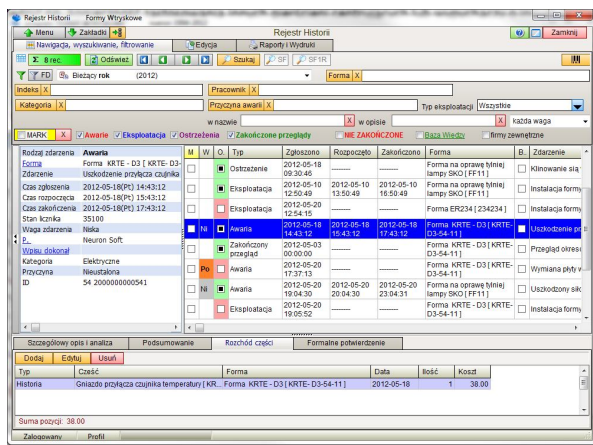 Rejestr Historii Formy Wtryskowe
Menu Zakładki Rejestr Historii Zamknij
Nawigacja, wyszukiwanie, filtrowanie Edycja Raporty i Wydruki
Σ 8 rec. Odśwież Szukaj SF SF1R
FD Bieżący rok (2012) Forma X
Indeks X Pracownik X
Kategoria X Przyczyna awarii X Typ eksploatacji Wszystkie
w nazwie X w opisie X każda waga
MARK X Awarie Eksploatacja Ostrzeżenia Zakończone przeglądy NIE ZAKOŃCZONE Baza Wiedzy firmy zewnętrzne
Rodzaj zdarzenia Awaria
Forma Forma KRTE - D3 [ KRTE- D3-
Zdarzenie Uszkodzenie przyłącza czujnika
Czas zgłoszenia 2012-05-18(Pt) 14:43:12
Czas rozpoczęcia 2012-05-18(Pt) 15:43:12
Czas zakończenia 2012-05-18(Pt) 17:43:12
Stan licznika 35100
Waga zdarzenia Niska
P... Neuron Soft
Wpisu dokonał
Kategoria Elektryczne
Przyczyna Nieustalona
ID 54 2000000000541
M W O. Typ Zgłoszono Rozpoczęto Zakończono Forma B.. Zdarzenie
Ostrzeżenie 2012-05-18 09:30:46 -------- -------- Forma na oprawę tylniej lampy SKO [ FF11 ] Klinowanie się
Eksploatacja 2012-05-10 12:50:49 2012-05-10 13:50:49 2012-05-10 16:50:49 Forma na oprawę tylniej lampy SKO [ FF11 ] Instalacja formy
Eksploatacja 2012-05-20 12:54:15 -------- -------- Forma ER234 [ 234234 ] Instalacja formy
Ni Awaria 2012-05-18 14:43:12 2012-05-18 15:43:12 2012-05-18 17:43:12 Forma KRTE - D3 [ KRTE- D3-54-11 ] Uszkodzenie prz
Zakończony przegląd 2012-05-03 00:00:00 -------- -------- Forma KRTE - D3 [ KRTE- D3-54-11 ] Przegląd okreso
Po Awaria 2012-05-20 17:37:13 -------- -------- Forma KRTE - D3 [ KRTE- D3-54-11 ] Wymiana płyty w
Ni Awaria 2012-05-20 19:04:30 2012-05-20 20:04:30 2012-05-20 23:04:31 Forma na oprawę tylniej lampy SKO [ FF11 ] Uszkodzony siło
Eksploatacja 2012-05-20 19:05:52 -------- -------- Forma KRTE - D3 [ KRTE- D3-54-11 ] Instalacja formy
Szczegółowy opis i analiza Podsumowanie Rozchód części Formalne potwierdzenie
Dodaj Edytuj Usuń
Typ Cześć Forma Data Ilość Koszt
Historia Gniazdo przyłącza czujnika temperatury [ KR... Forma KRTE - D3 [ KRTE- D3-54-11 ] 2012-05-18 1 38.00
Suma pozycji: 38.00
Zalogowany Profil